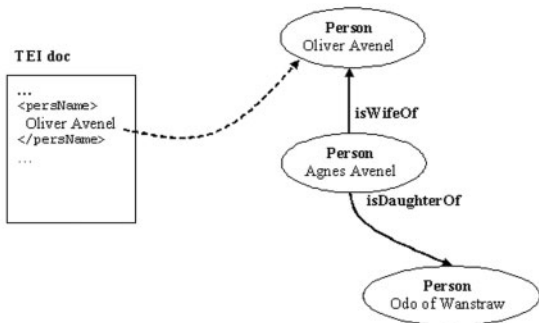 TEI doc
...
<persName>
Oliver Avenel
</persName>
...
Person
Oliver Avenel
isWifeOf
Person
Agnes Avenel
isDaughterOf
Person
Odo of Wanstraw